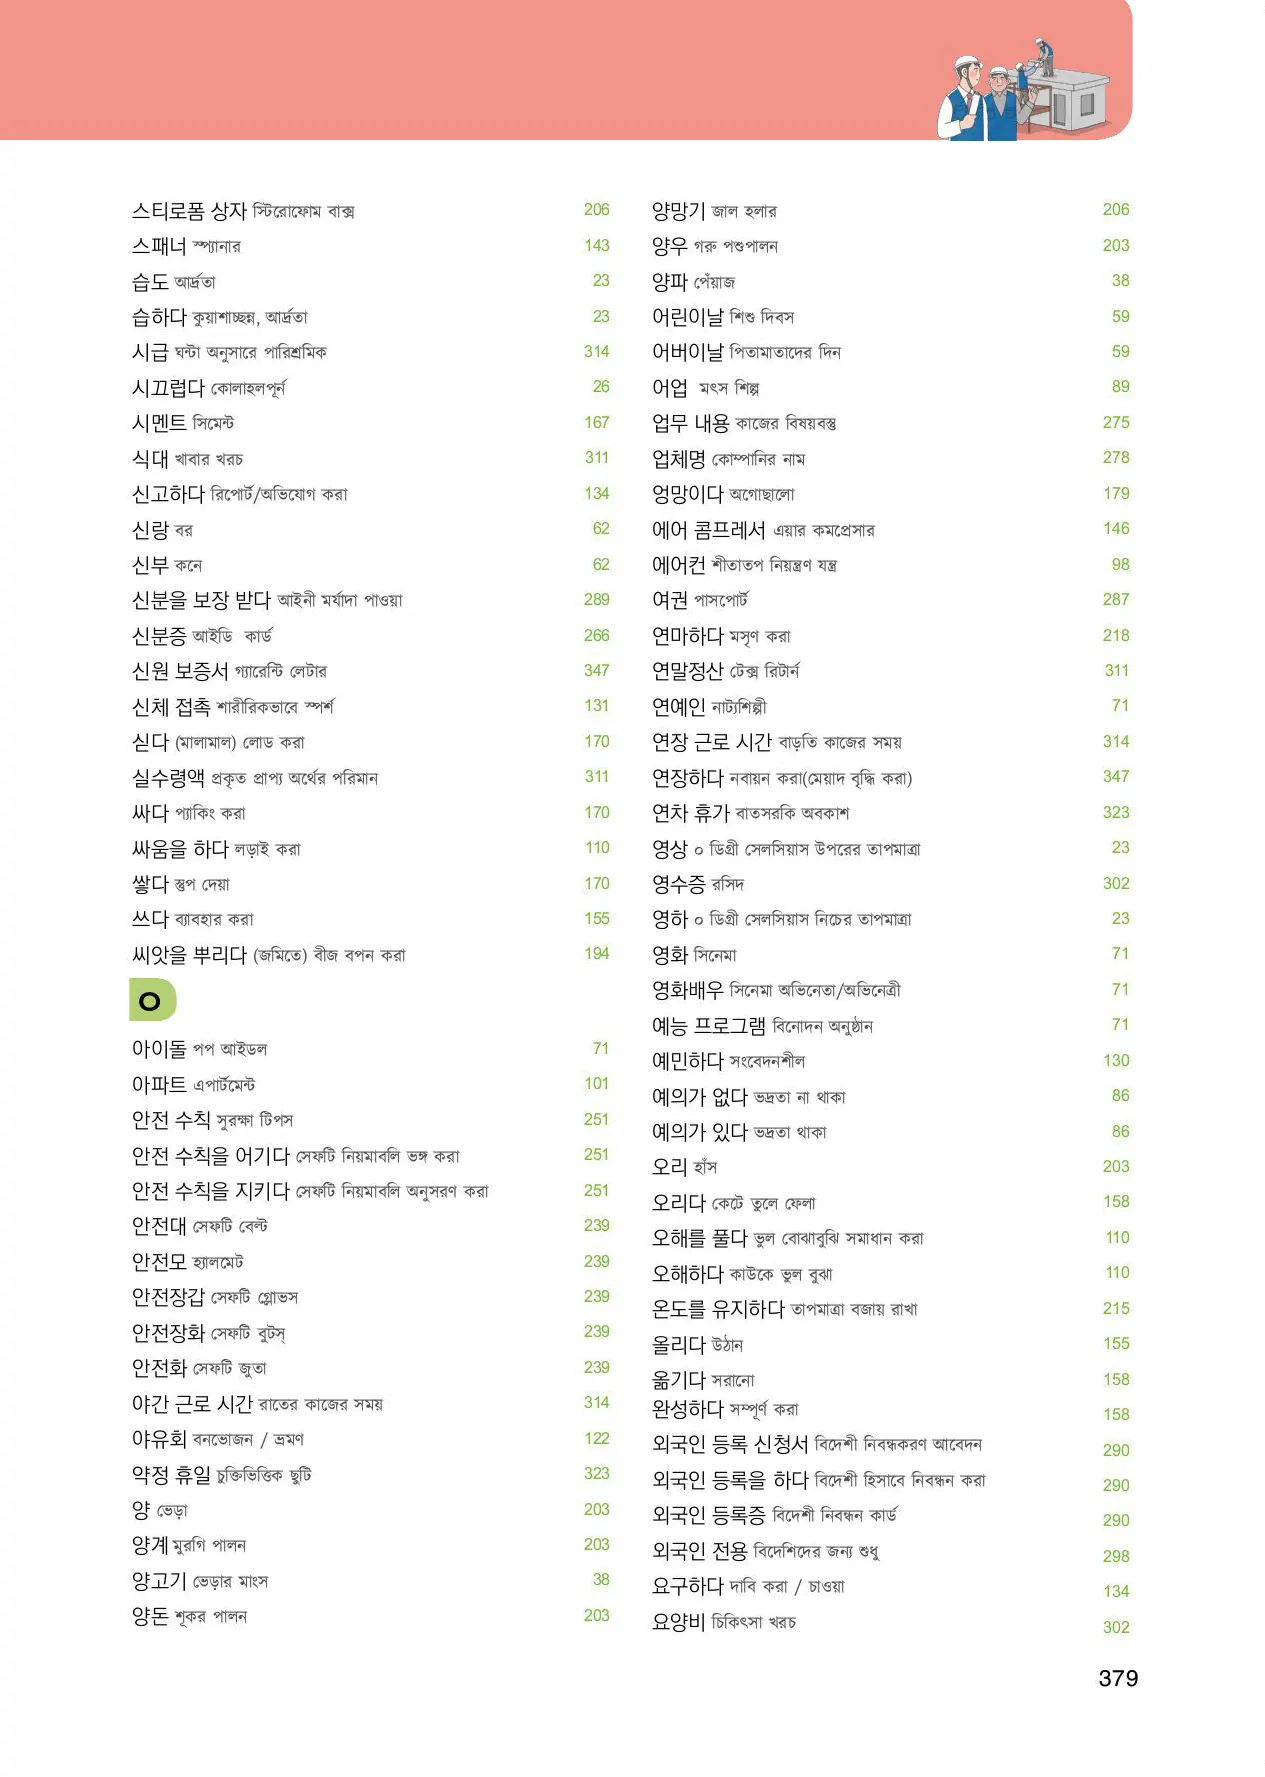 스티로폼 상자 স্টিরোফোম বাক্স 206
스패너 স্প্যানার 143
습도 আর্দ্রতা 23
습하다 কুয়াশাচ্ছন্ন, আর্দ্রতা 23
시급 ঘন্টা অনুসারে পারিশ্রমিক 314
시끄럽다 কোলাহলপূর্ন 26
시멘트 সিমেন্ট 167
식대 খাবার খরচ 311
신고하다 রিপোর্ট/অভিযোগ করা 134
신랑 বর 62
신부 কনে 62
신분을 보장 받다 আইনী মর্যাদা পাওয়া 289
신분증 আইডি কার্ড 266
신원 보증서 গ্যারেন্টি লেটার 347
신체 접촉 শারীরিকভাবে স্পর্শ 131
싣다 (মালামাল) লোড করা 170
실수령액 প্রকৃত প্রাপ্য অর্থের পরিমান 311
싸다 প্যাকিং করা 170
싸움을 하다 লড়াই করা 110
쌓다 স্তুপ দেয়া 170
쓰다 ব্যাবহার করা 155
씨앗을 뿌리다 (জমিতে) বীজ বপন করা 194
ㅇ
아이돌 পপ আইডল 71
아파트 এপার্টমেন্ট 101
안전 수칙 সুরক্ষা টিপস 251
안전 수칙을 어기다 সেফটি নিয়মাবলি ভঙ্গ করা 251
안전 수칙을 지키다 সেফটি নিয়মাবলি অনুসরণ করা 251
안전대 সেফটি বেল্ট 239
안전모 হ্যালমেট 239
안전장갑 সেফটি গ্লোভস 239
안전장화 সেফটি বুটস্ 239
안전화 সেফটি জুতা 239
야간 근로 시간 রাতের কাজের সময় 314
야유회 বনভোজন / ভ্রমণ 122
약정 휴일 চুক্তিভিত্তিক ছুটি 323
양 ভেড়া 203
양계 মুরগি পালন 203
양고기 ভেড়ার মাংস 38
양돈 শূকর পালন 203
양망기 জাল হলার 206
양우 গরু পশুপালন 203
양파 পেঁয়াজ 38
어린이날 শিশু দিবস 59
어버이날 পিতামাতাদের দিন 59
어업 মৎস শিল্প 89
업무 내용 কাজের বিষয়বস্তু 275
업체명 কোম্পানির নাম 278
엉망이다 অগোছালো 179
에어 콤프레서 এয়ার কমপ্রেসার 146
에어컨 শীতাতপ নিয়ন্ত্রণ যন্ত্র 98
여권 পাসপোর্ট 287
연마하다 মসৃণ করা 218
연말정산 টেক্স রিটার্ন 311
연예인 নাট্যশিল্পী 71
연장 근로 시간 বাড়তি কাজের সময় 314
연장하다 নবায়ন করা(মেয়াদ বৃদ্ধি করা) 347
연차 휴가 বাতসরকি অবকাশ 323
영상 ০ ডিগ্রী সেলসিয়াস উপরের তাপমাত্রা 23
영수증 রসিদ 302
영하 ০ ডিগ্রী সেলসিয়াস নিচের তাপমাত্রা 23
영화 সিনেমা 71
영화배우 সিনেমা অভিনেতা/অভিনেত্রী 71
예능 프로그램 বিনোদন অনুষ্ঠান 71
예민하다 সংবেদনশীল 130
예의가 없다 ভদ্রতা না থাকা 86
예의가 있다 ভদ্রতা থাকা 86
오리 হাঁস 203
오리다 কেটে তুলে ফেলা 158
오해를 풀다 ভুল বোঝাবুঝি সমাধান করা 110
오해하다 কাউকে ভুল বুঝা 110
온도를 유지하다 তাপমাত্রা বজায় রাখা 215
올리다 উঠান 155
옮기다 সরানো 158
완성하다 সম্পূর্ণ করা 158
외국인 등록 신청서 বিদেশী নিবন্ধকরণ আবেদন 290
외국인 등록을 하다 বিদেশী হিসাবে নিবন্ধন করা 290
외국인 등록증 বিদেশী নিবন্ধন কার্ড 290
외국인 전용 বিদেশিদের জন্য শুধু 298
요구하다 দাবি করা / চাওয়া 134
요양비 চিকিৎসা খরচ 302
379